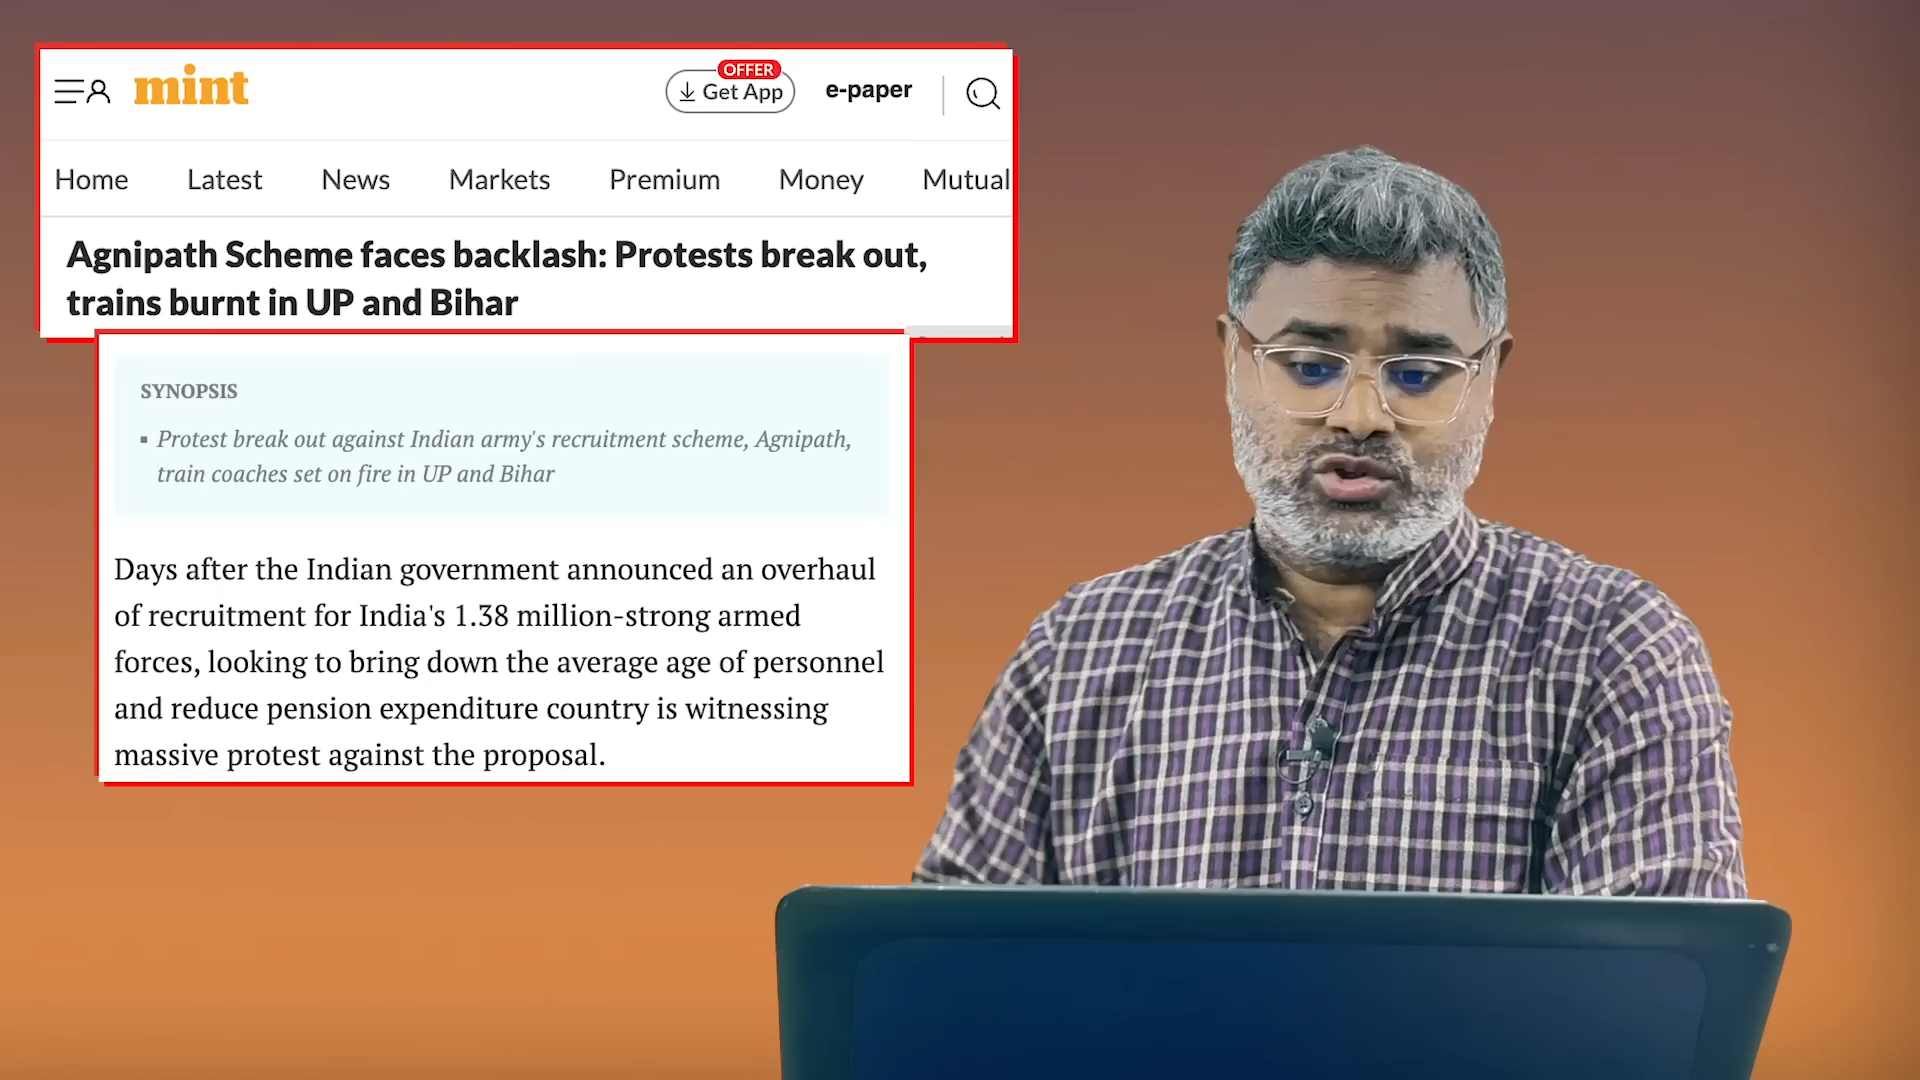 mint
OFFER
Get App
e-paper
Home Latest News Markets Premium Money Mutual
Agnipath Scheme faces backlash: Protests break out,
trains burnt in UP and Bihar
SYNOPSIS
▪ Protest break out against Indian army's recruitment scheme, Agnipath,
train coaches set on fire in UP and Bihar
Days after the Indian government announced an overhaul
of recruitment for India's 1.38 million-strong armed
forces, looking to bring down the average age of personnel
and reduce pension expenditure country is witnessing
massive protest against the proposal.